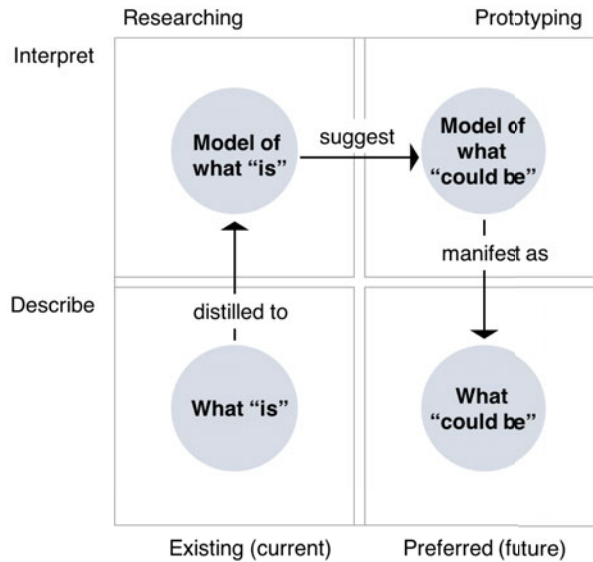 Researching
Prototyping
Interpret
Model of
what “is”
suggest
Model of
what
“could be”
manifest as
Describe
distilled to
What “is”
What
“could be”
Existing (current)
Preferred (future)